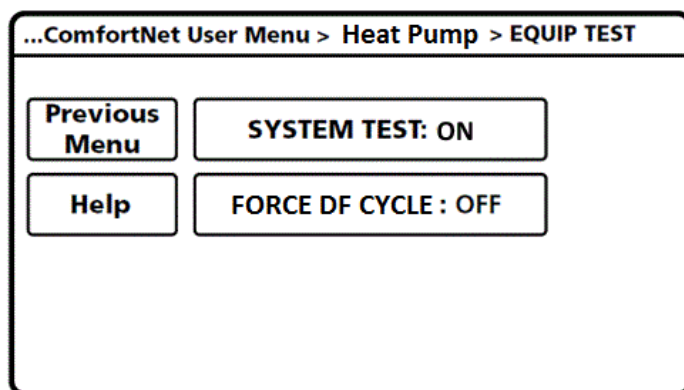 ...ComfortNet User Menu > Heat Pump > EQUIP TEST
Previous
Menu
SYSTEM TEST: ON
Help
FORCE DF CYCLE : OFF